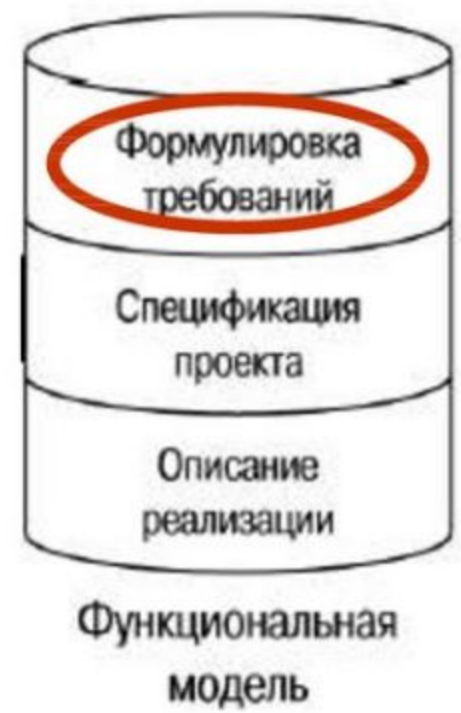 Формулировка
требований
Спецификация
проекта
Описание
реализации
Функциональная
модель